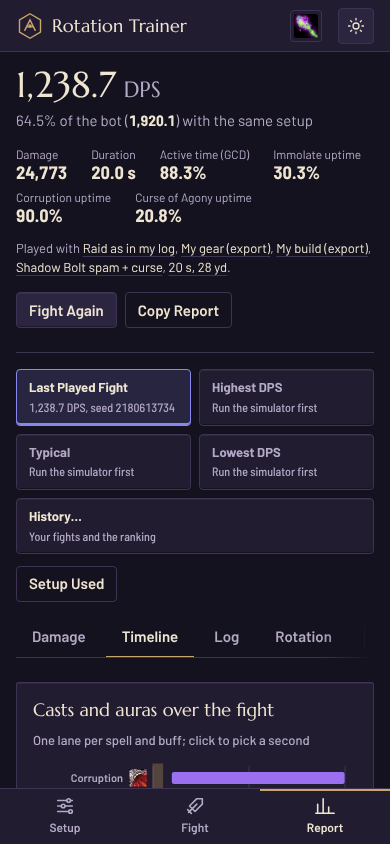 Rotation Trainer
1,238.7 DPS
64.5% of the bot (1,920.1) with the same setup
Damage Duration Active time (GCD) Immolate uptime
24,773 20.0 s 88.3% 30.3%
Corruption uptime Curse of Agony uptime
90.0% 20.8%
Played with Raid as in my log, My gear (export), My build (export),
Shadow Bolt spam + curse, 20 s, 28 yd.
Fight Again Copy Report
Last Played Fight Highest DPS
1,238.7 DPS, seed 2180613734 Run the simulator first
Typical Lowest DPS
Run the simulator first Run the simulator first
History...
Your fights and the ranking
Setup Used
Damage Timeline Log Rotation
Casts and auras over the fight
One lane per spell and buff; click to pick a second
Corruption
Setup Fight Report